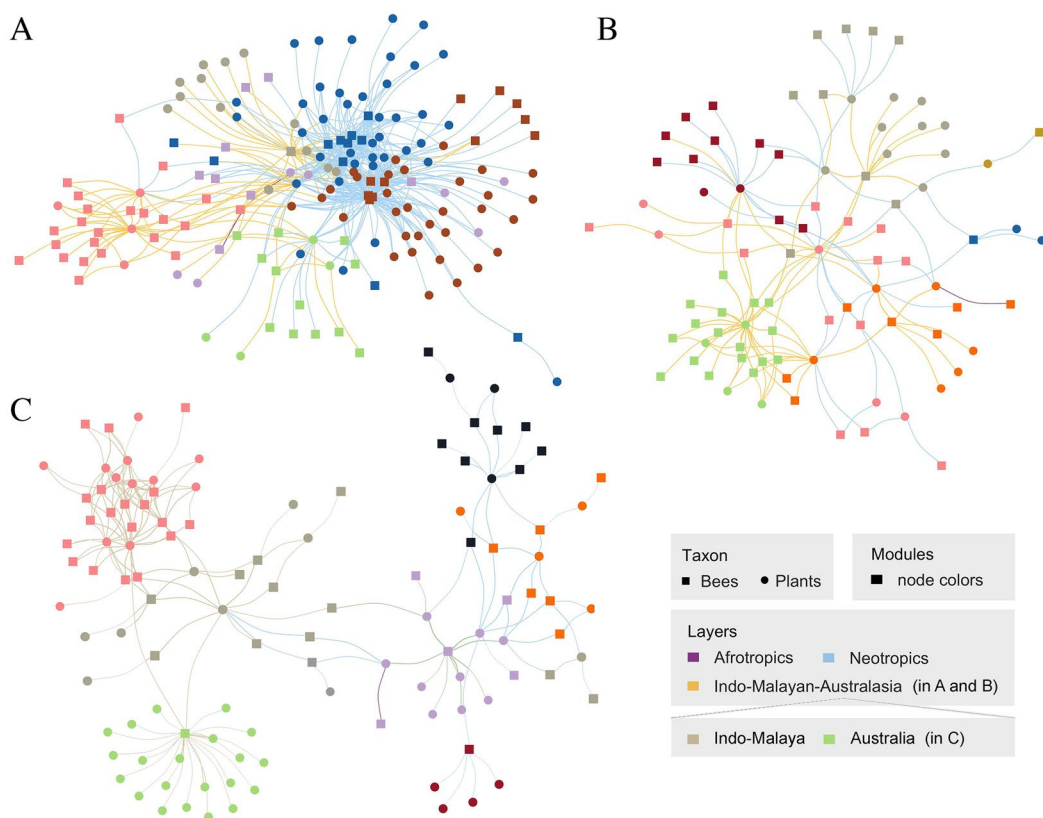 A
B
C
Taxon
Bees
Plants
Modules
node colors
Layers
Afrotropics
Neotropics
Indo-Malayan-Australasia (in A and B)
Indo-Malaya
Australia (in C)